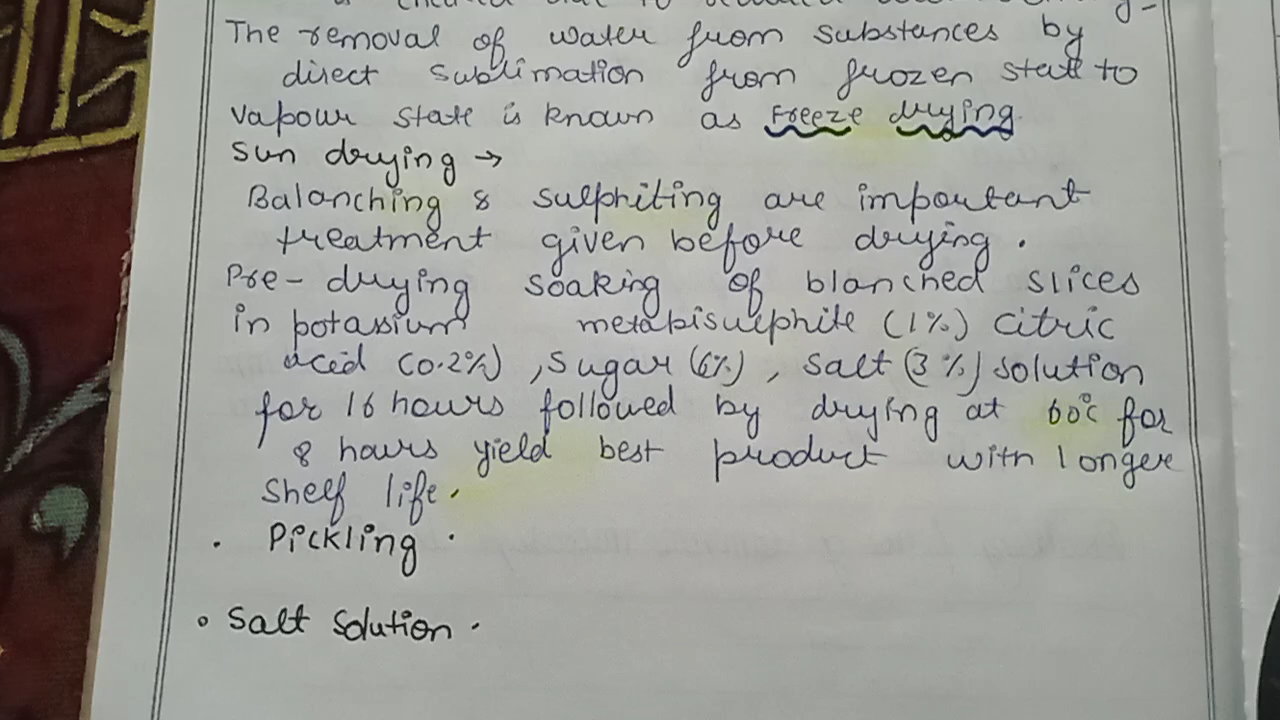 The removal of water from substances by
direct sublimation from frozen state to
vapour state is known as Freeze drying.
Sun drying →
Balanching & sulphiting are important
treatment given before drying.
Pre-drying soaking of blanched slices
in potassium metabisulphite (1%) citric
acid (0.2%), sugar (6%), salt (3%) solution
for 16 hours followed by drying at 60°c for
8 hours yield best product with longer
shelf life.
• Pickling.
• Salt solution.